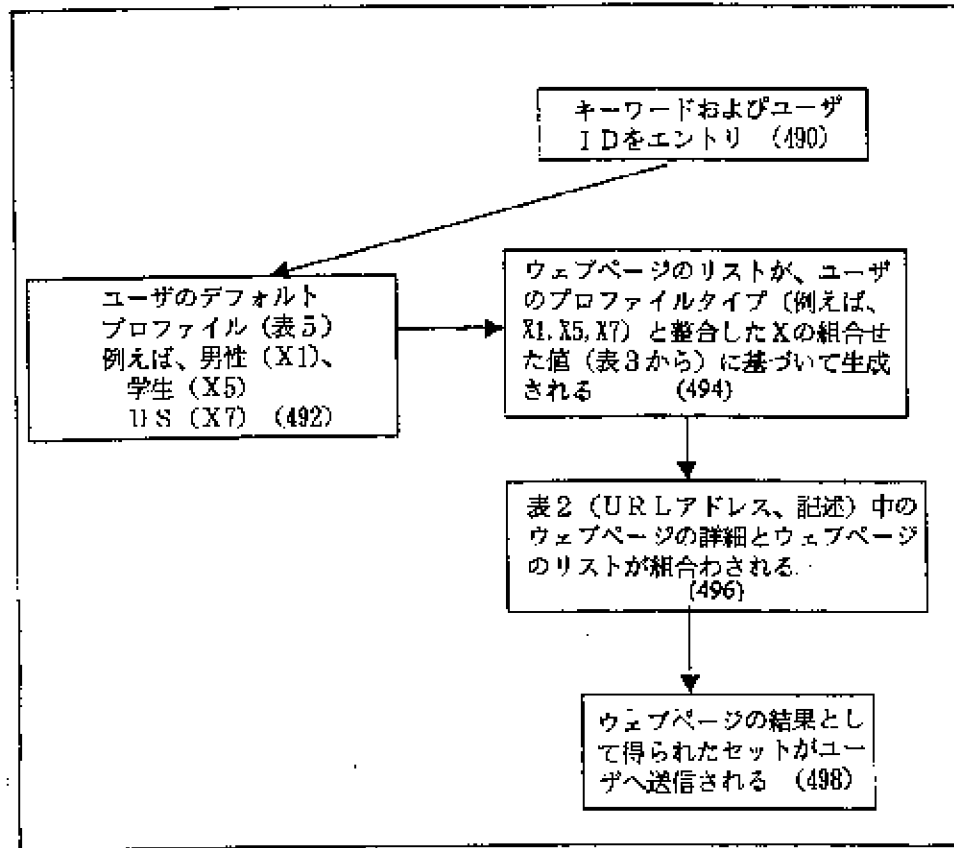 キーワードおよびユーザ
ＩＤをエントリ (490)
ユーザのデフォルト
プロファイル（表５）
例えば、男性（X1）、
学生（X5）
ＵＳ（X7） (492)
ウェブページのリストが、ユーザ
のプロファイルタイプ（例えば、
X1, X5, X7）と整合したＸの組合せ
た値（表３から）に基づいて生成
される (494)
表２（ＵＲＬアドレス、記述）中の
ウェブページの詳細とウェブページ
のリストが組合わされる
(496)
ウェブページの結果とし
て得られたセットがユー
ザへ送信される (498)